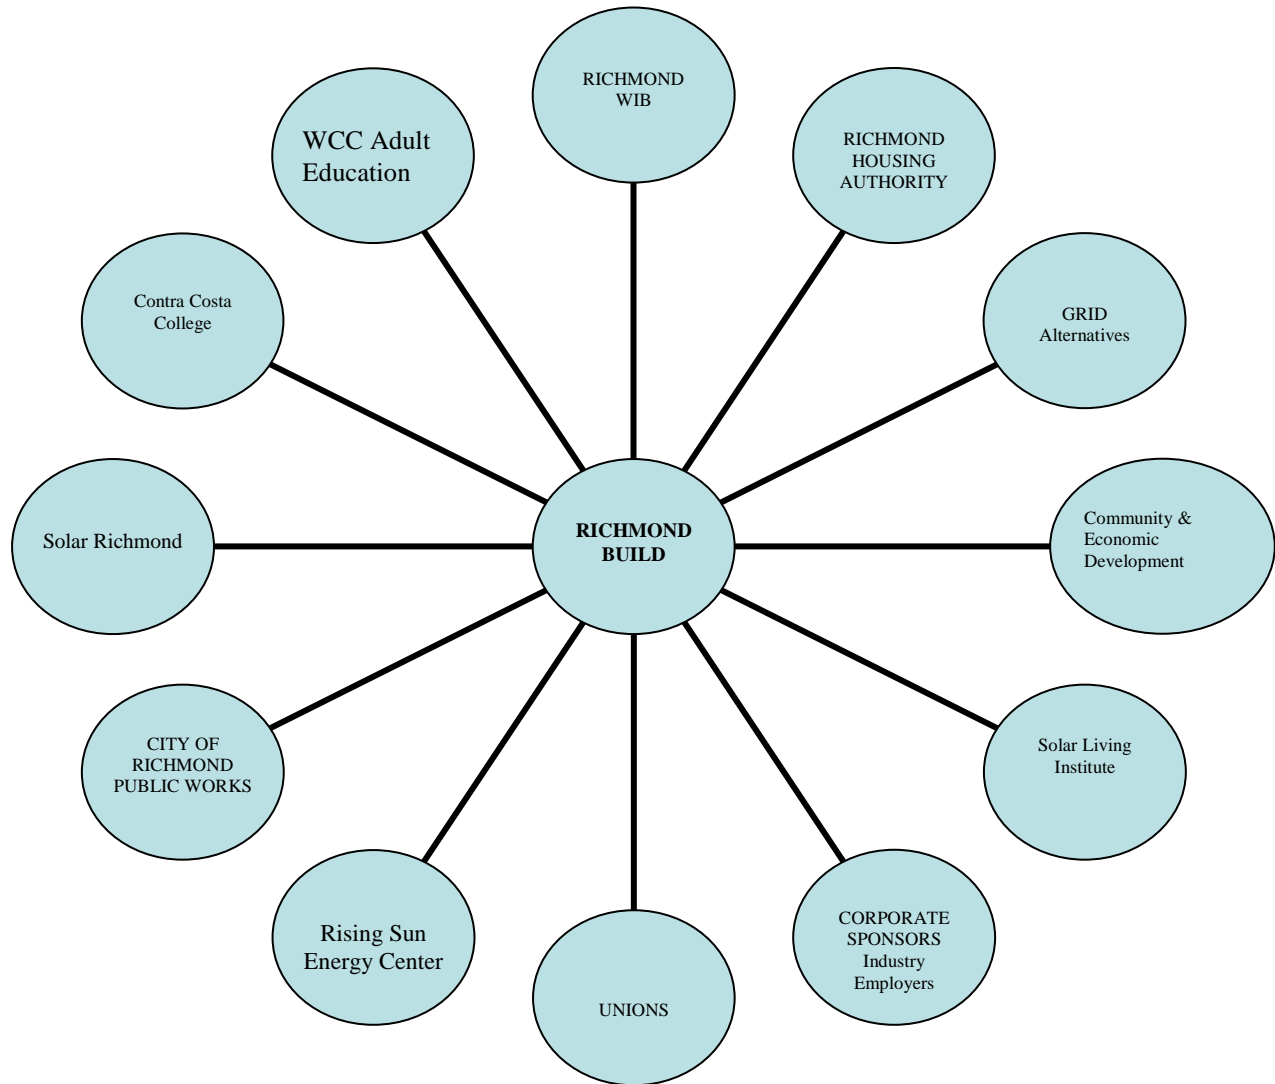 RICHMOND
WIB
WCC Adult
Education
RICHMOND
HOUSING
AUTHORITY
Contra Costa
College
GRID
Alternatives
Solar Richmond
RICHMOND
BUILD
Community &
Economic
Development
CITY OF
RICHMOND
PUBLIC WORKS
Solar Living
Institute
Rising Sun
Energy Center
CORPORATE
SPONSORS
Industry
Employers
UNIONS